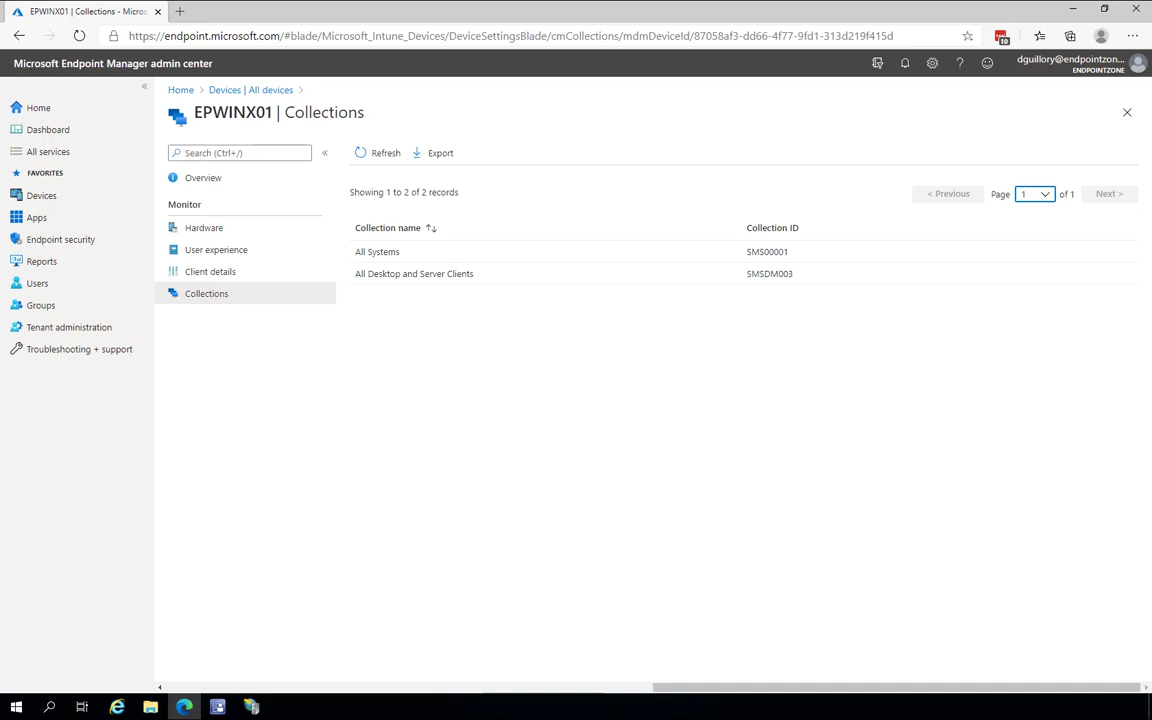 EPWINX01 | Collections - Micros
https://endpoint.microsoft.com/#blade/Microsoft_Intune_Devices/DeviceSettingsBlade/cmCollections/mdmDeviceId/87058af3-dd66-4f77-9fd1-313d219f415d
10
Microsoft Endpoint Manager admin center
dguillory@endpointzon...
ENDPOINTZONE
Home
Dashboard
All services
FAVORITES
Devices
Apps
Endpoint security
Reports
Users
Groups
Tenant administration
Troubleshooting + support
Home > Devices | All devices >
EPWINX01 | Collections
Search (Ctrl+/)
Overview
Monitor
Hardware
User experience
Client details
Collections
Refresh Export
Showing 1 to 2 of 2 records
< Previous Page 1 of 1 Next >
Collection name Collection ID
All Systems SMS00001
All Desktop and Server Clients SMSDM003